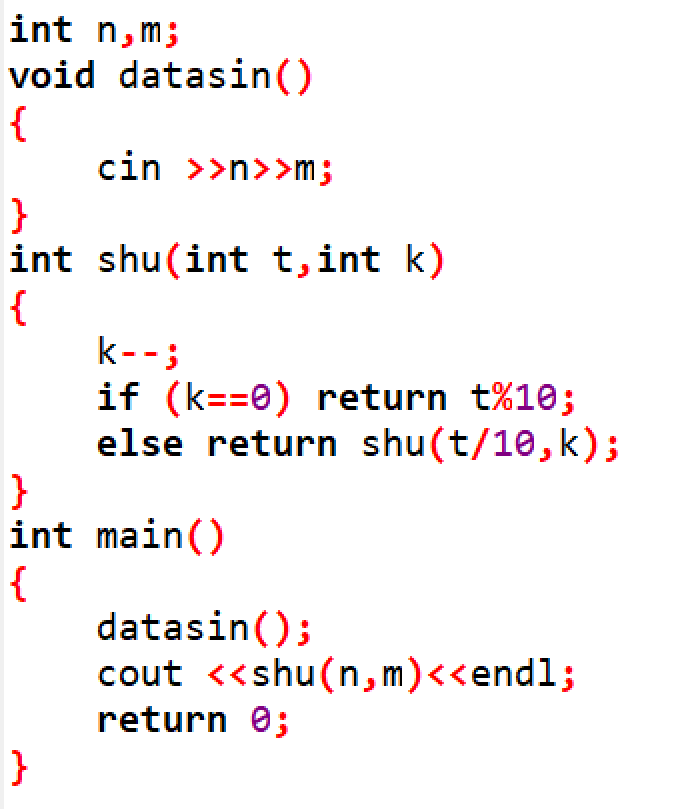 int n,m;
void datasin()
{
    cin >>n>>m;
}
int shu(int t,int k)
{
    k--;
    if (k==0) return t%10;
    else return shu(t/10,k);
}
int main()
{
    datasin();
    cout <<shu(n,m)<<endl;
    return 0;
}